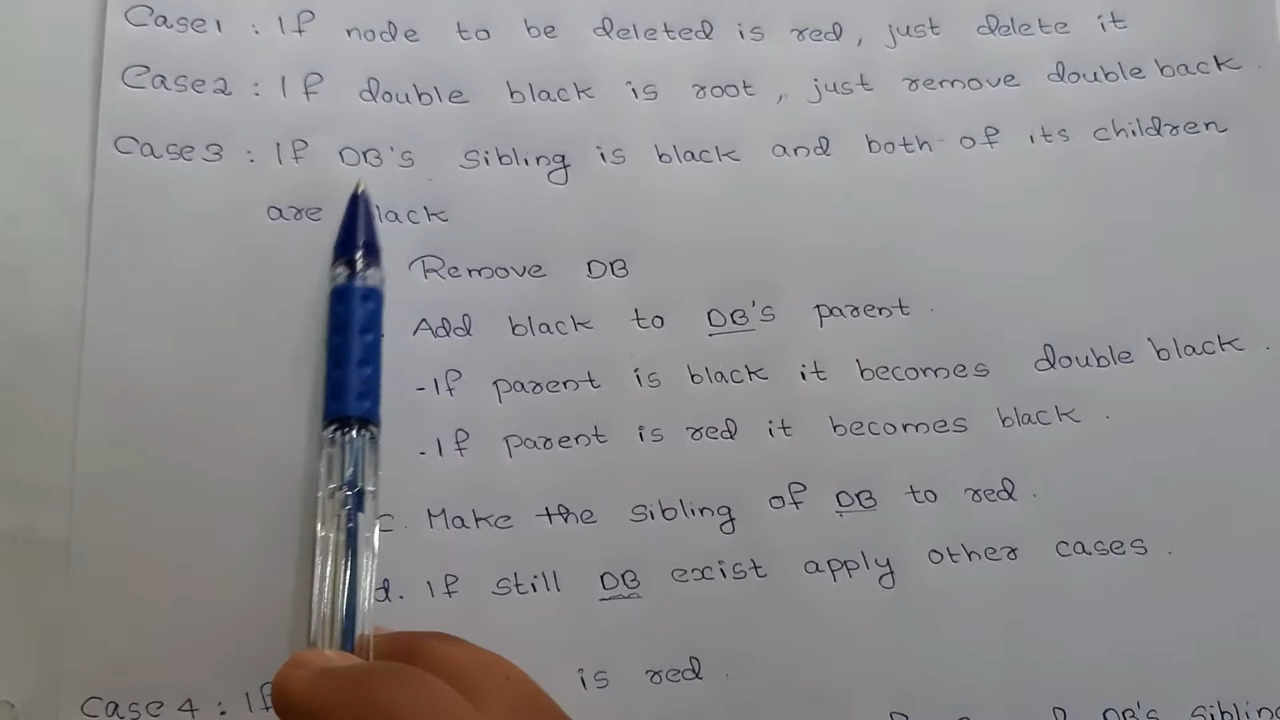 Case1 : If node to be deleted is red, just delete it
Case2 : If double black is root, just remove double back.
Case3 : If DB's sibling is black and both of its children
are lack
Remove DB
Add black to DB's parent.
-If parent is black it becomes double black.
-If parent is red it becomes black.
c. Make the sibling of DB to red.
d. If still DB exist apply other cases.
Case 4 : If is red.
DB's sibling